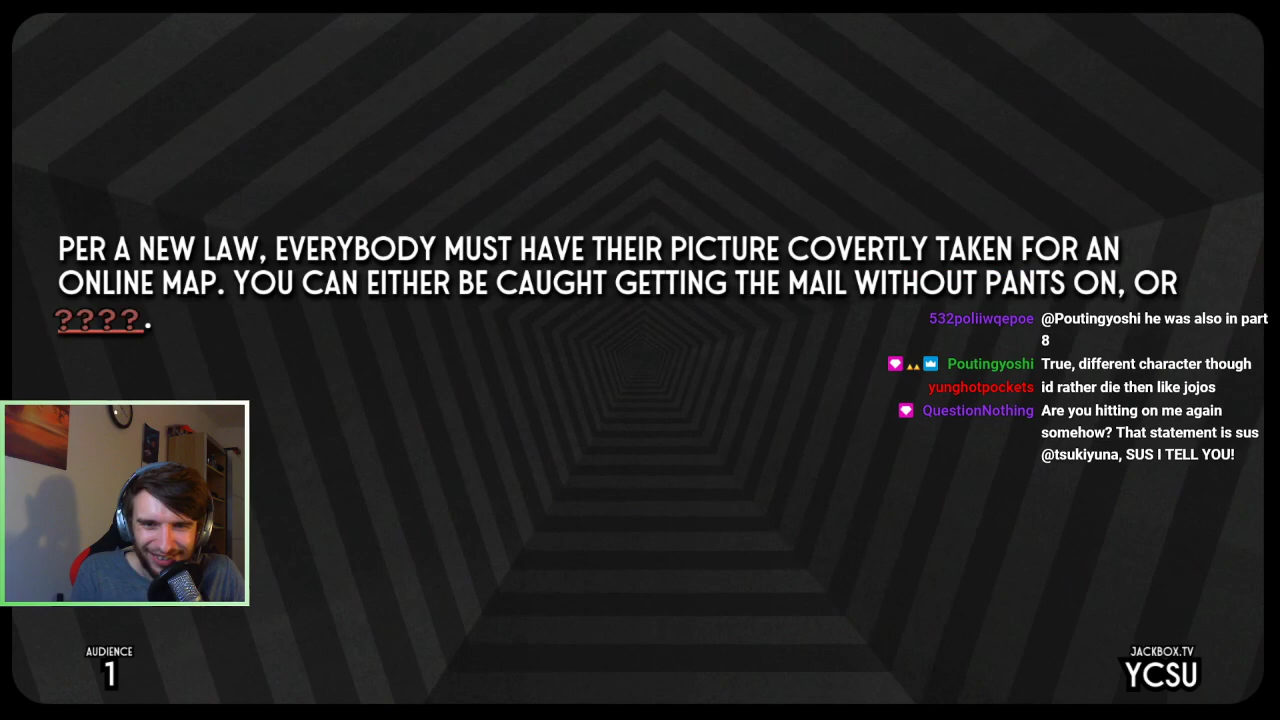 PER A NEW LAW, EVERYBODY MUST HAVE THEIR PICTURE COVERTLY TAKEN FOR AN
ONLINE MAP. YOU CAN EITHER BE CAUGHT GETTING THE MAIL WITHOUT PANTS ON, OR
????.
532poliiwqepoe @Poutingyoshi he was also in part
8
Poutingyoshi True, different character though
yunghotpockets id rather die then like jojos
QuestionNothing Are you hitting on me again
somehow? That statement is sus
@tsukiyuna, SUS I TELL YOU!
AUDIENCE
1
JACKBOX.TV
YCSU